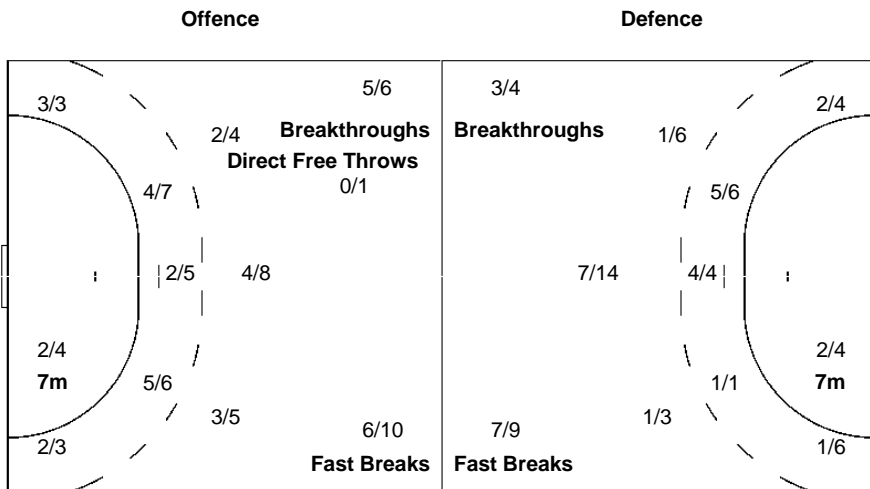 Offence Defence
5/6 3/4
3/3 2/4
2/4 Breakthroughs Breakthroughs 1/6
Direct Free Throws
4/7 0/1 5/6
2/5 4/8 7/14 4/4
2/4 2/4
7m 5/6 1/1 7m
3/5 1/3
6/10 7/9
2/3 1/6
Fast Breaks Fast Breaks